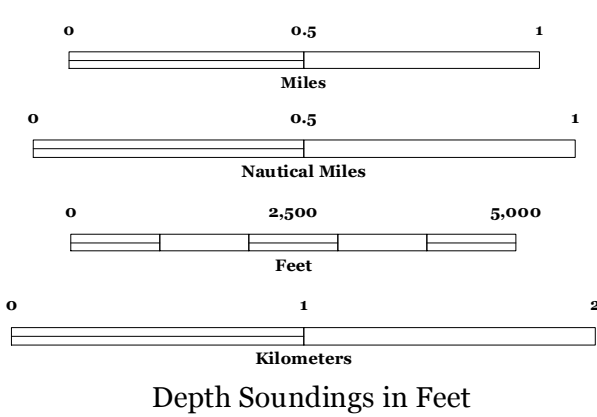 0 0.5 1
Miles
0 0.5 1
Nautical Miles
0 2,500 5,000
Feet
0 1 2
Kilometers
Depth Soundings in Feet